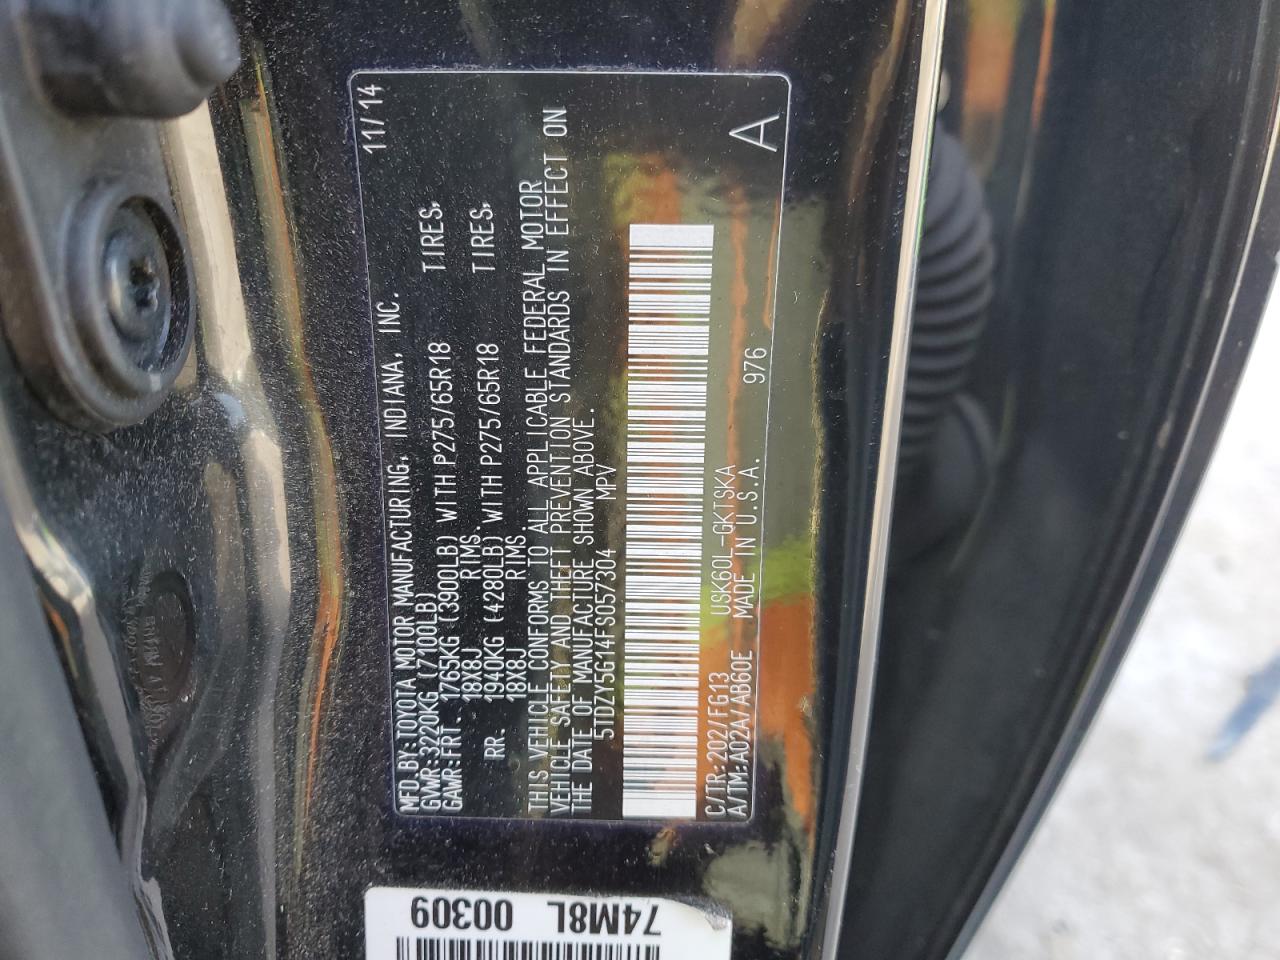 MFD.BY:TOYOTA MOTOR MANUFACTURING, INDIANA, INC. 11/14
GVWR:3220KG (7100LB)
GAWR:FRT. 1765KG (3900LB) WITH P275/65R18 TIRES,
18X8J RIMS.
RR. 1940KG (4280LB) WITH P275/65R18 TIRES,
18X8J RIMS
THIS VEHICLE CONFORMS TO ALL APPLICABLE FEDERAL MOTOR
VEHICLE SAFETY AND THEFT PREVENTION STANDARDS IN EFFECT ON
THE DATE OF MANUFACTURE SHOWN ABOVE.
5TDZY5G14FS057304 MPV
C/TR:202/FG13 USK60L-GKTSKA
A/TM:A02A/AB60E MADE IN U.S.A. 976 A
74M8L
00309